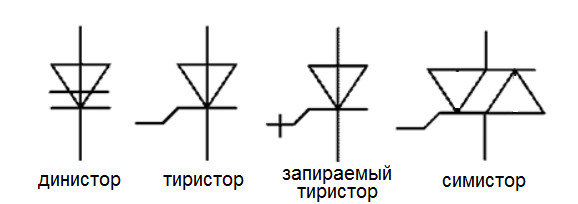 динистор
тиристор
запираемый
тиристор
симистор